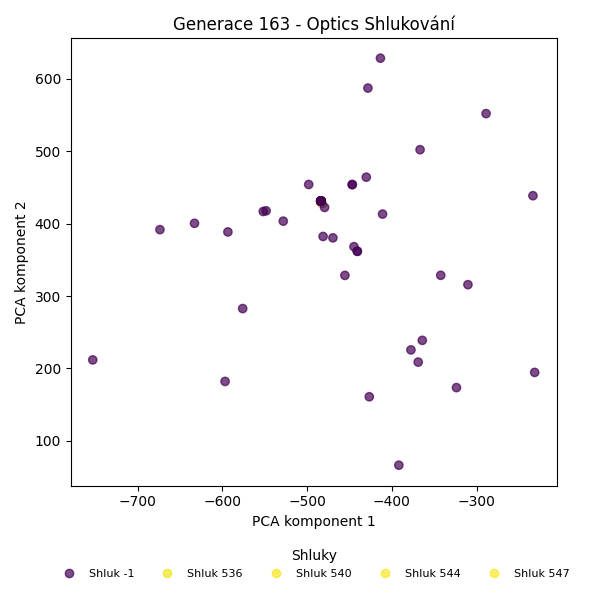 Generace 163 - Optics Shlukování
600
500
400
300
200
100
PCA komponent 2
−700 −600 −500 −400 −300
PCA komponent 1
Shluky
Shluk -1 Shluk 536 Shluk 540 Shluk 544 Shluk 547